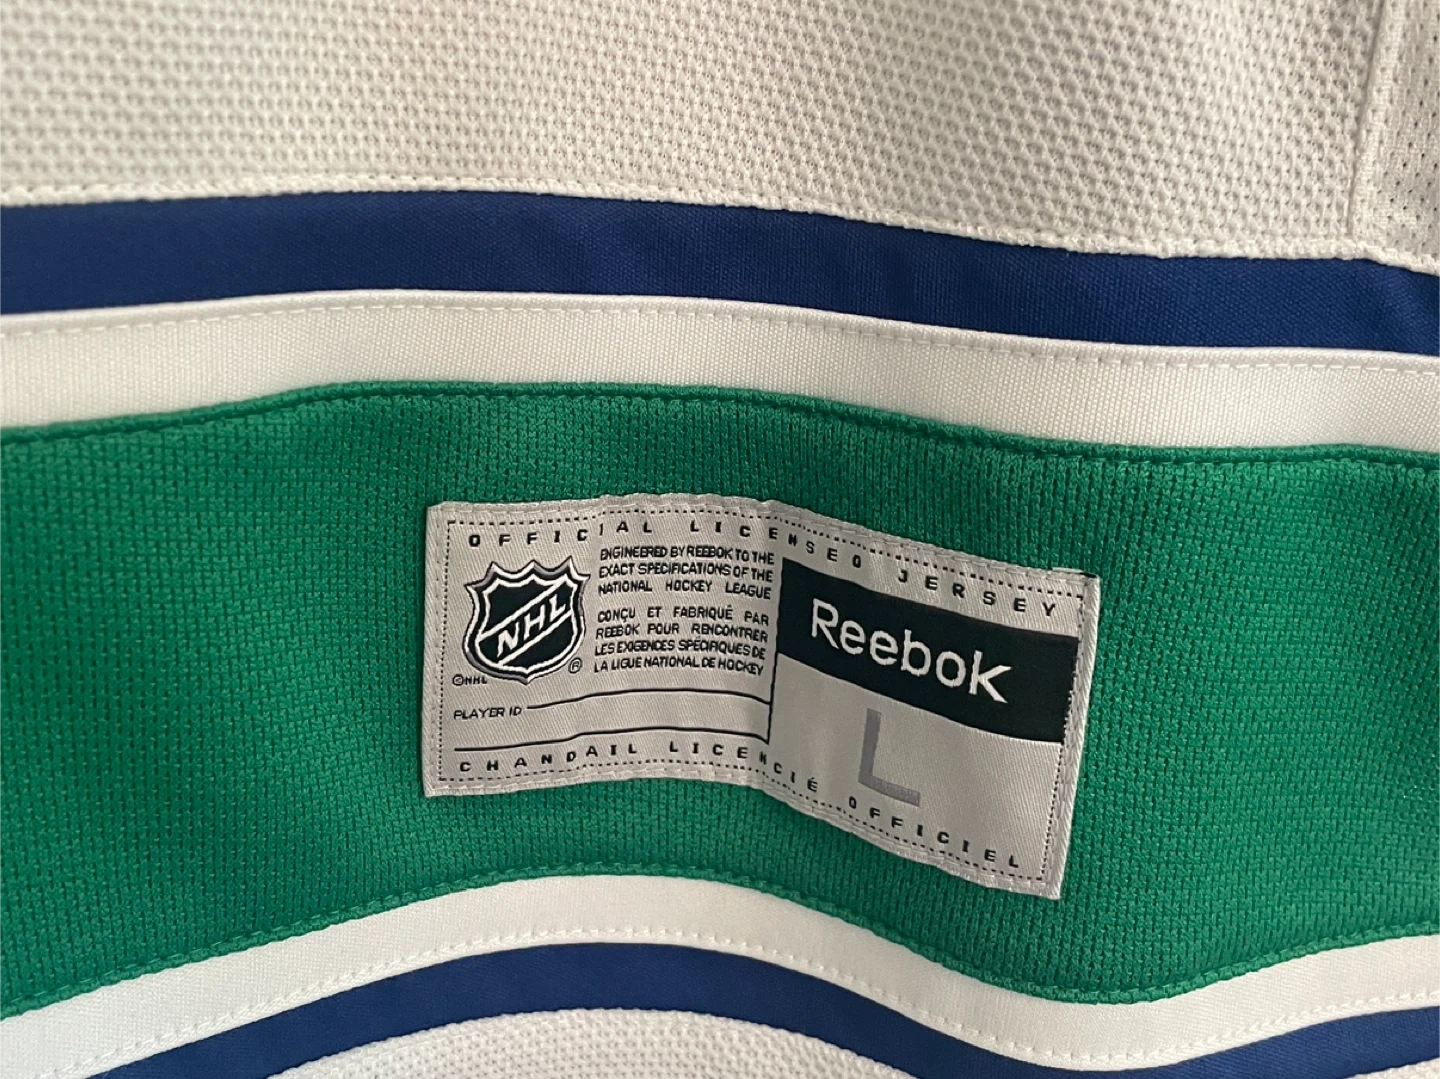 OFFICIAL LICENSED JERSEY
NHL
®
©NHL
ENGINEERED BY REEBOK TO THE
EXACT SPECIFICATIONS OF THE
NATIONAL HOCKEY LEAGUE
CONÇU ET FABRIQUÉ PAR
REEBOK POUR RENCONTRER
LES EXIGENCES SPÉCIFIQUES DE
LA LIGUE NATIONAL DE HOCKEY
PLAYER ID
Reebok
L
CHANDAIL LICENCIÉ OFFICIEL